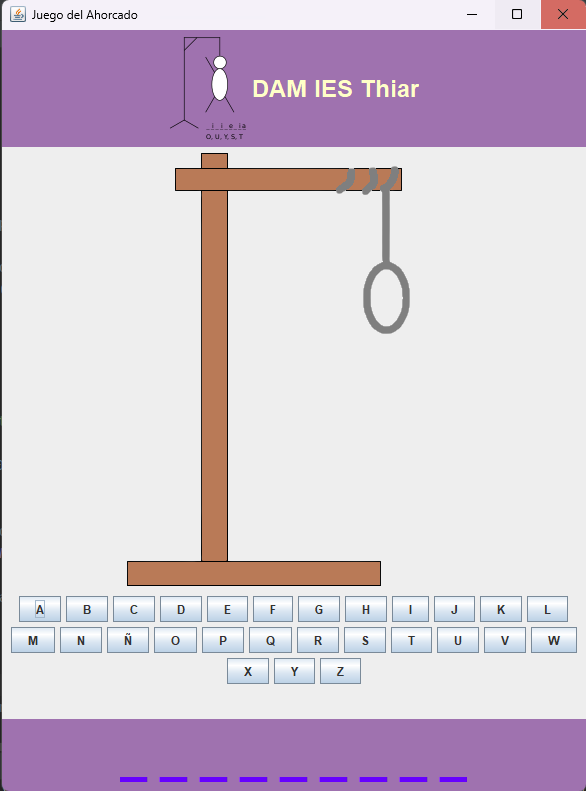 Juego del Ahorcado
DAM IES Thiar
_ i _ i _ e _ ia
O, U, Y, S, T
A B C D E F G H I J K L
M N Ñ O P Q R S T U V W
X Y Z
_ _ _ _ _ _ _ _ _